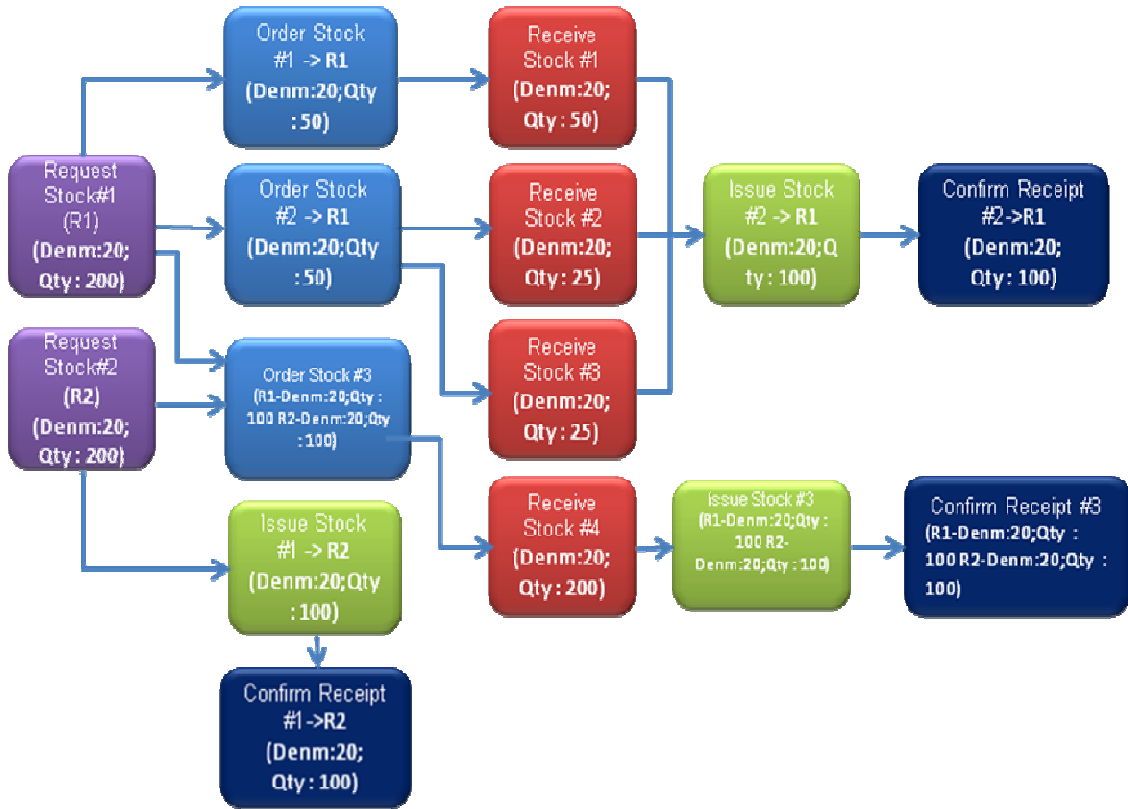 Order Stock
#1 -> R1
(Denm:20;Qty
: 50)
Receive
Stock #1
(Denm:20;
Qty : 50)
Request
Stock#1
(R1)
(Denm:20;
Qty : 200)
Order Stock
#2 -> R1
(Denm:20;Qty
: 50)
Receive
Stock #2
(Denm:20;
Qty : 25)
Issue Stock
#2 -> R1
(Denm:20;Q
ty : 100)
Confirm Receipt
#2->R1
(Denm:20;
Qty : 100)
Request
Stock#2
(R2)
(Denm:20;
Qty : 200)
Order Stock #3
(R1-Denm:20;Qty :
100 R2-Denm:20;Qty
: 100)
Receive
Stock #3
(Denm:20;
Qty : 25)
Issue Stock
#1 -> R2
(Denm:20;Qty
: 100)
Receive
Stock #4
(Denm:20;
Qty : 200)
Issue Stock #3
(R1-Denm:20;Qty :
100 R2-
Denm:20;Qty : 100)
Confirm Receipt #3
(R1-Denm:20;Qty :
100 R2-Denm:20;Qty :
100)
Confirm Receipt
#1 ->R2
(Denm:20;
Qty : 100)